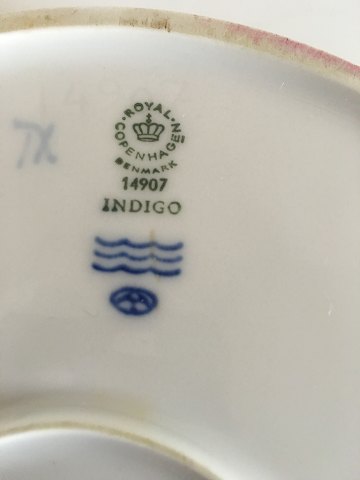 ROYAL
COPENHAGEN
DENMARK
14907
INDIGO
7X